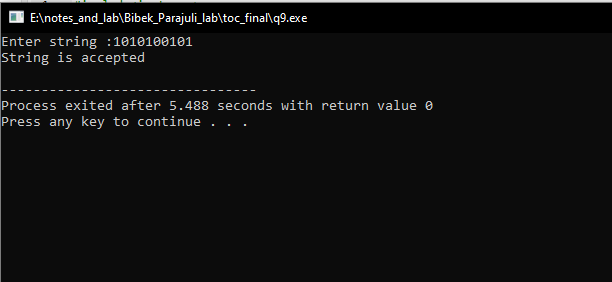 E:\notes_and_lab\Bibek_Parajuli_lab\toc_final\q9.exe
Enter string :1010100101
String is accepted
--------------------------------
Process exited after 5.488 seconds with return value 0
Press any key to continue . . .